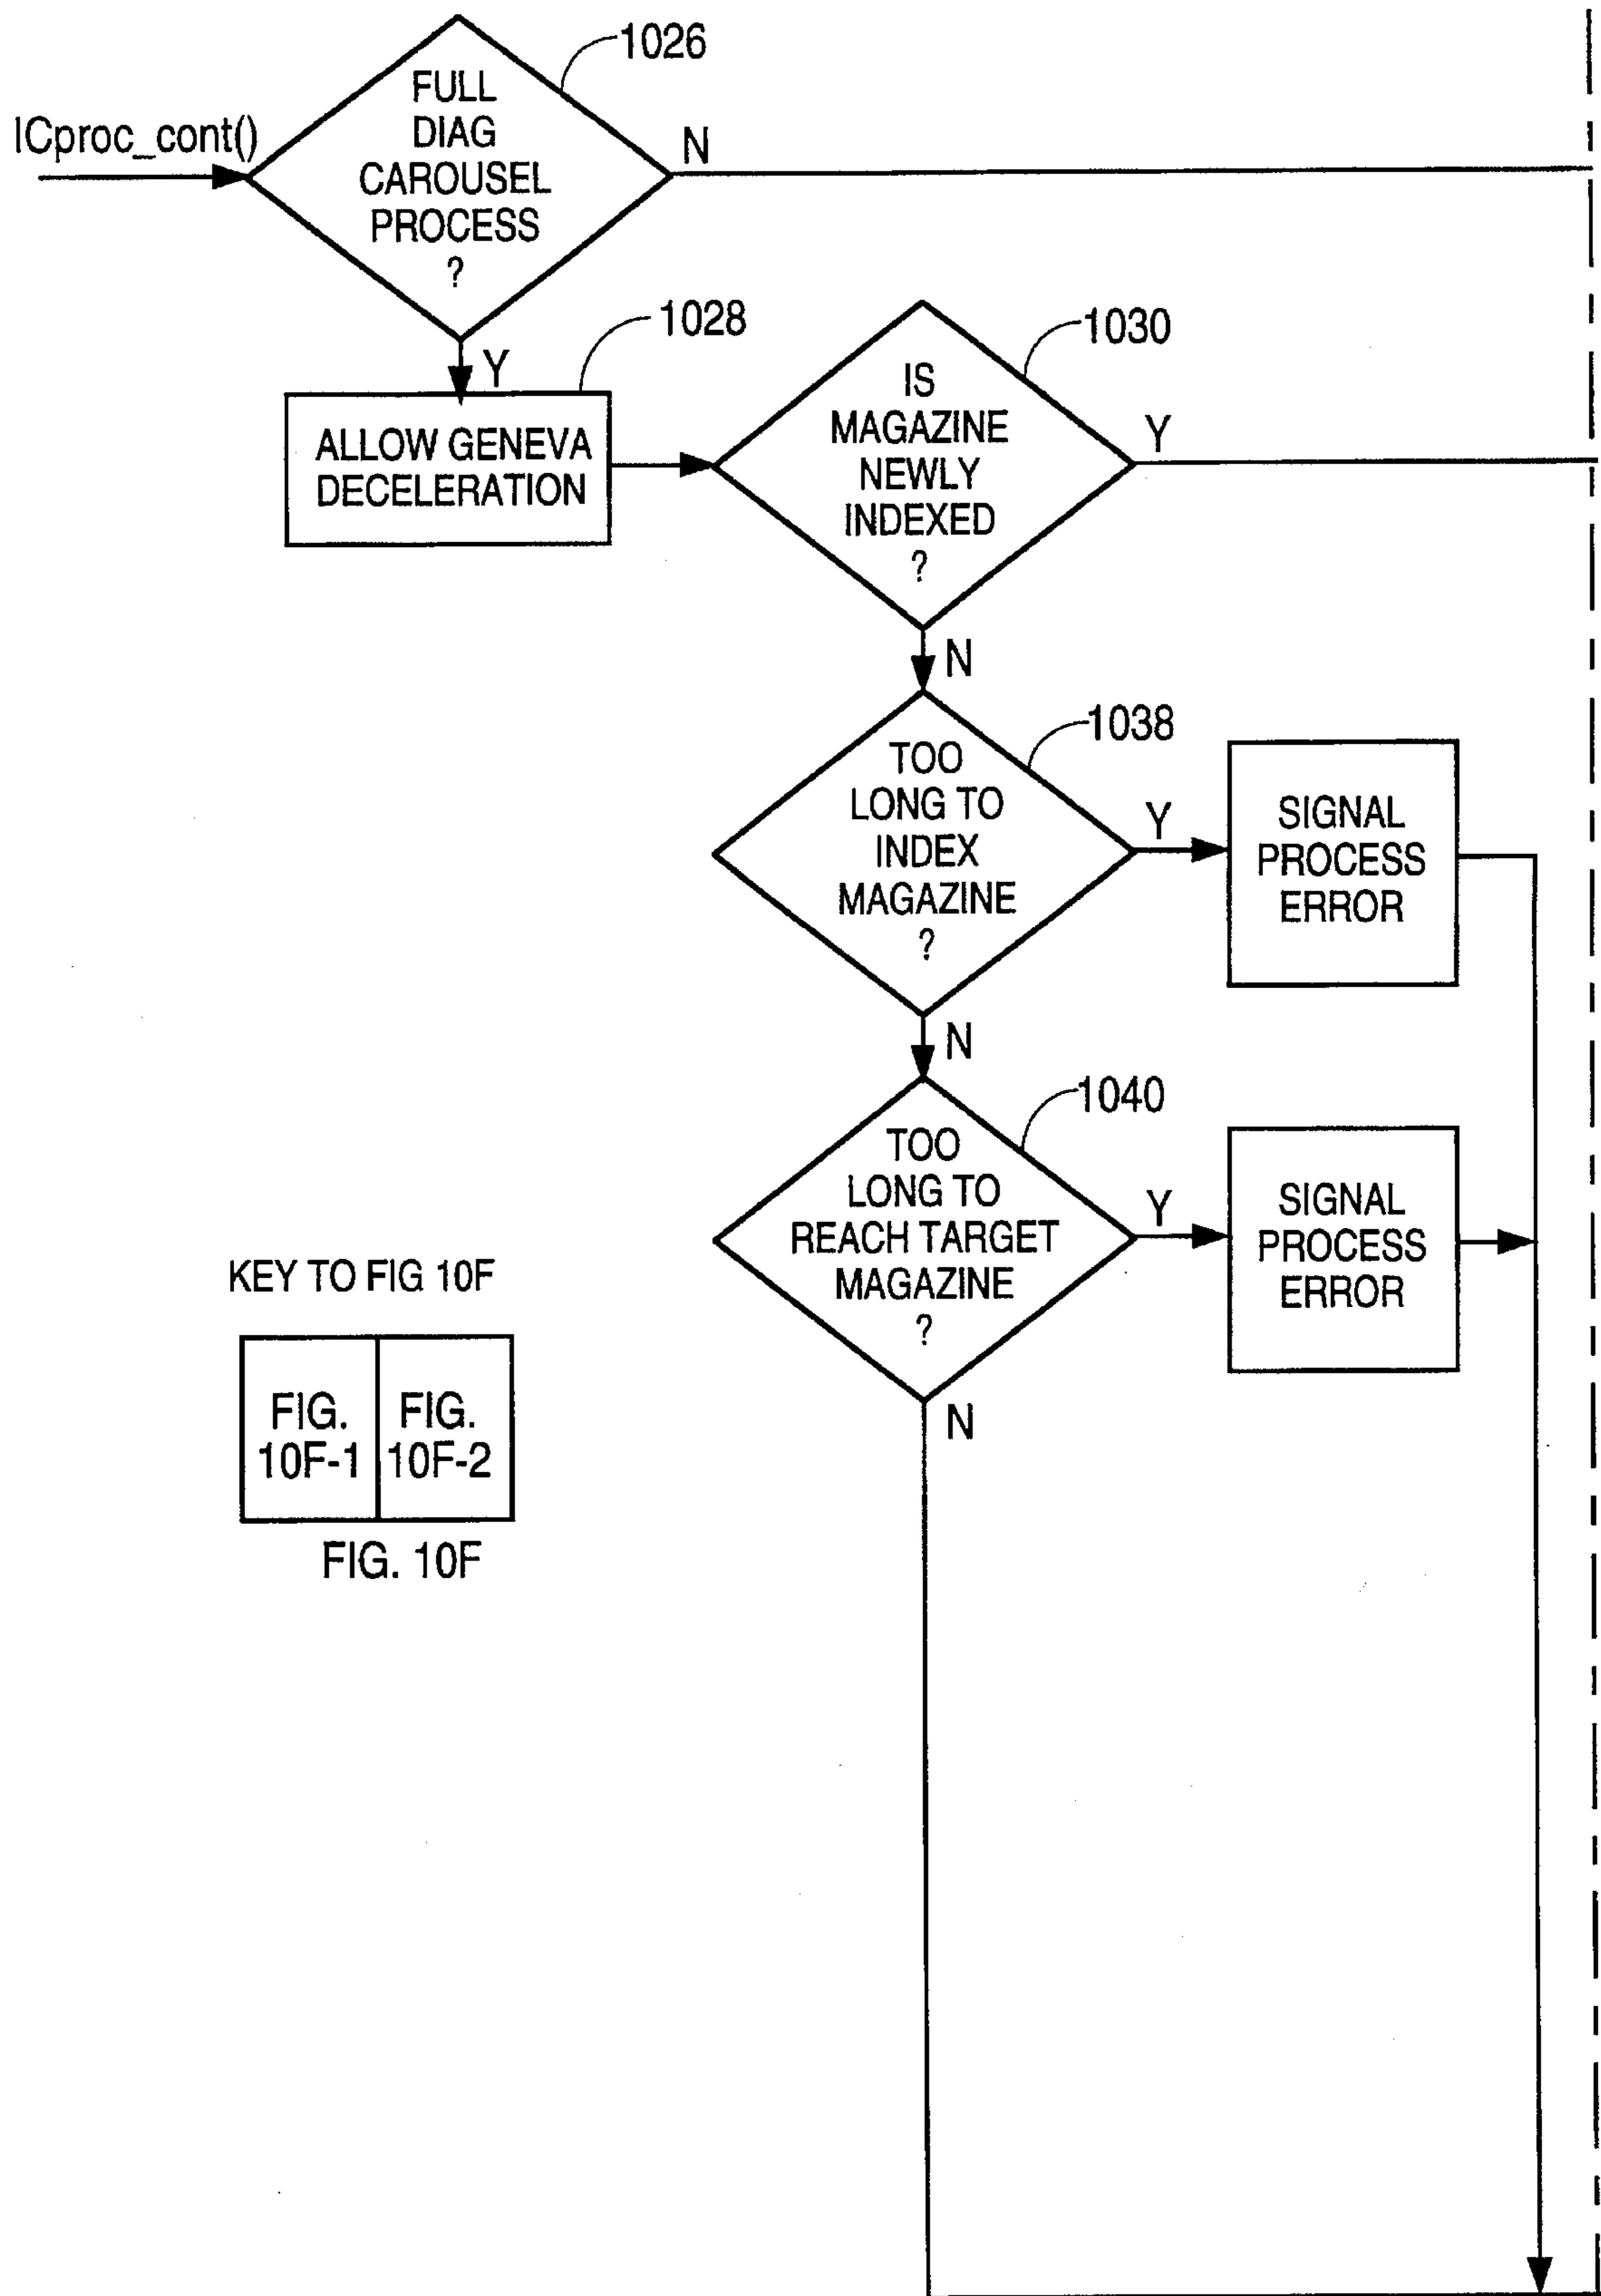 ICproc_cont()
FULL
DIAG
CAROUSEL
PROCESS
?
1026
N
Y
1028
ALLOW GENEVA
DECELERATION
1030
IS
MAGAZINE
NEWLY
INDEXED
?
Y
N
1038
TOO
LONG TO
INDEX
MAGAZINE
?
Y
SIGNAL
PROCESS
ERROR
N
1040
TOO
LONG TO
REACH TARGET
MAGAZINE
?
Y
SIGNAL
PROCESS
ERROR
N
KEY TO FIG 10F
FIG.
10F-1
FIG.
10F-2
FIG. 10F